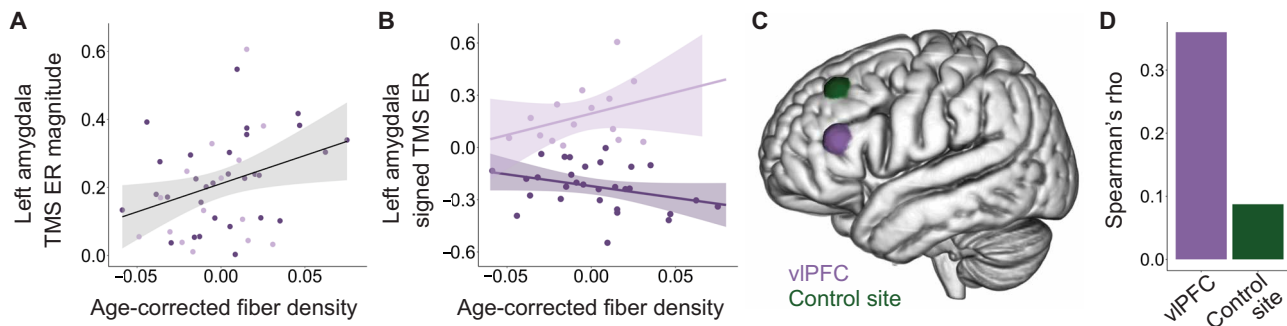 A
Left amygdala
TMS ER magnitude
0.6
0.4
0.2
0.0
−0.05
0.00
0.05
Age-corrected fiber density
B
Left amygdala
signed TMS ER
0.6
0.3
0.0
−0.3
−0.6
−0.05
0.00
0.05
Age-corrected fiber density
C
vlPFC
Control site
D
Spearman's rho
0.3
0.2
0.1
0.0
vlPFC
Control
site